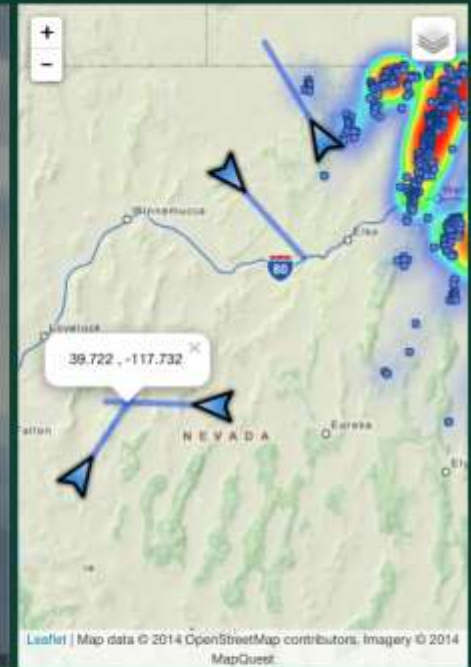 +
-
Winnemucca
Elko
80
Lovelock
39.722 , -117.732 ×
Fallon
Eureka
NEVADA
Leaflet | Map data © 2014 OpenStreetMap contributors, Imagery © 2014
MapQuest